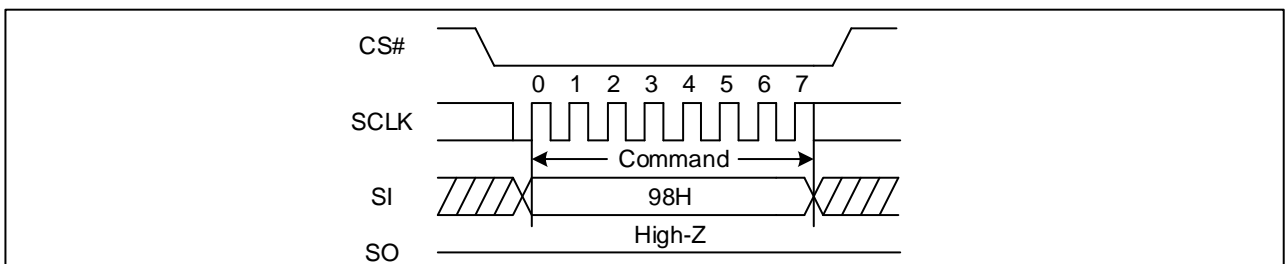 CS#
0 1 2 3 4 5 6 7
SCLK
Command
SI 98H
High-Z
SO